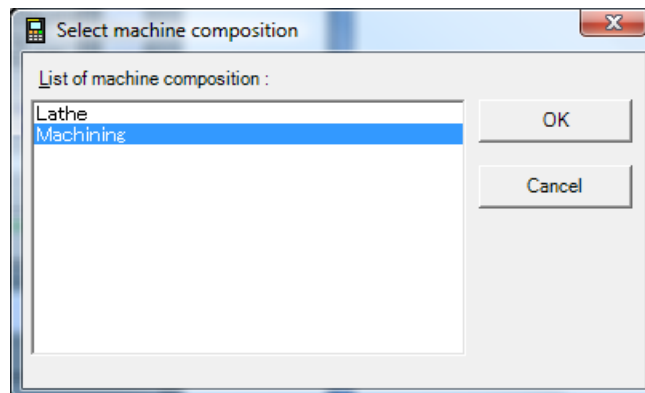 Select machine composition
List of machine composition :
Lathe
Machining
OK
Cancel